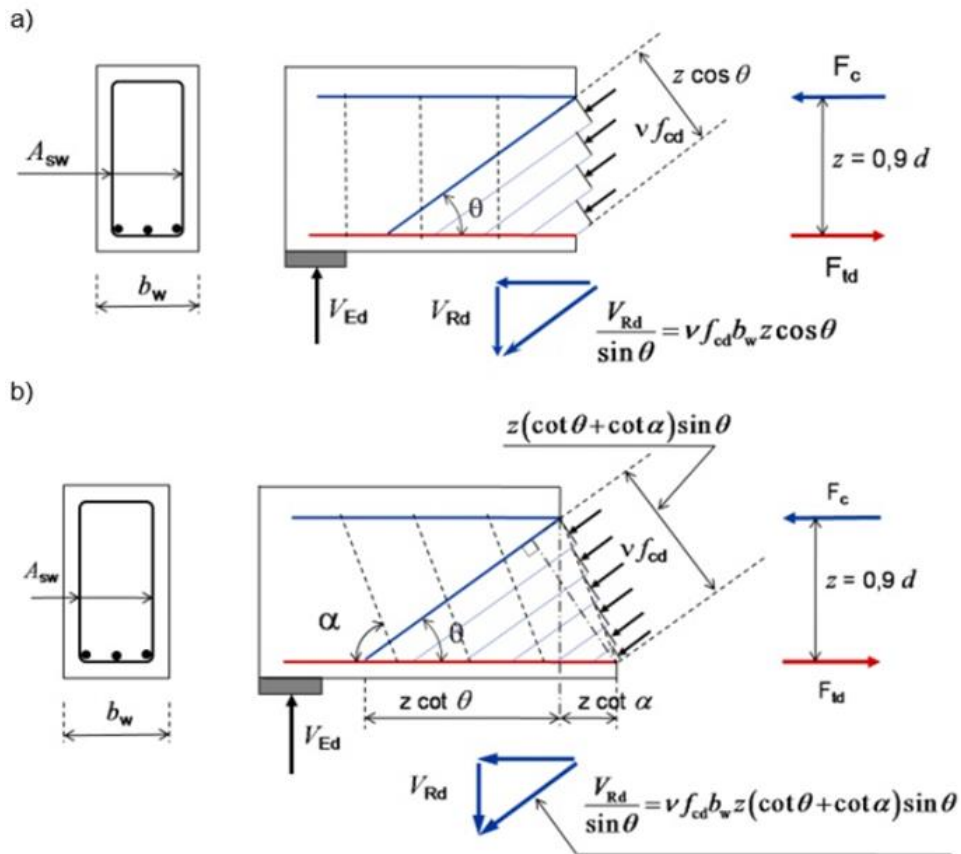 a)
z cos θ
F_c
A_sw
ν f_cd
z = 0,9 d
θ
F_td
b_w
V_Ed
V_Rd
V_Rd / sin θ = ν f_cd b_w z cos θ
b)
z(cot θ + cot α) sin θ
F_c
A_sw
ν f_cd
z = 0,9 d
α
θ
F_td
z cot θ
z cot α
b_w
V_Ed
V_Rd
V_Rd / sin θ = ν f_cd b_w z (cot θ + cot α) sin θ